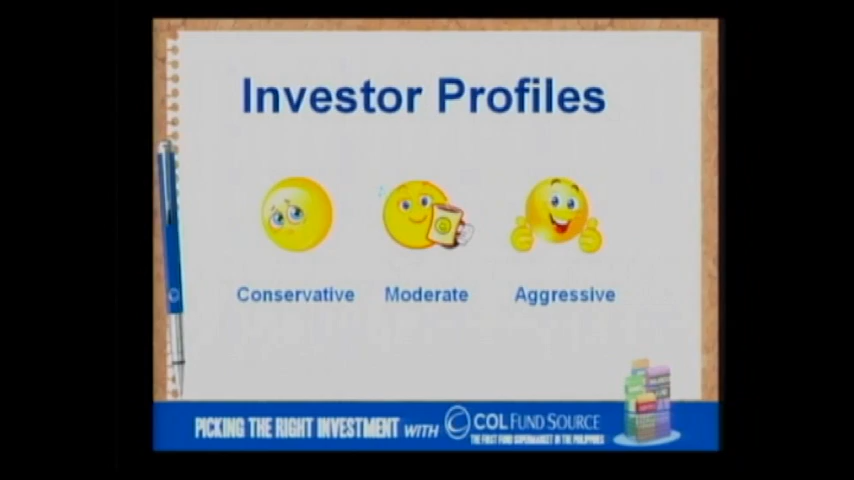 Investor Profiles
Conservative Moderate Aggressive
PICKING THE RIGHT INVESTMENT WITH COL FUND SOURCE
THE FIRST FUND SUPERMARKET IN THE PHILIPPINES